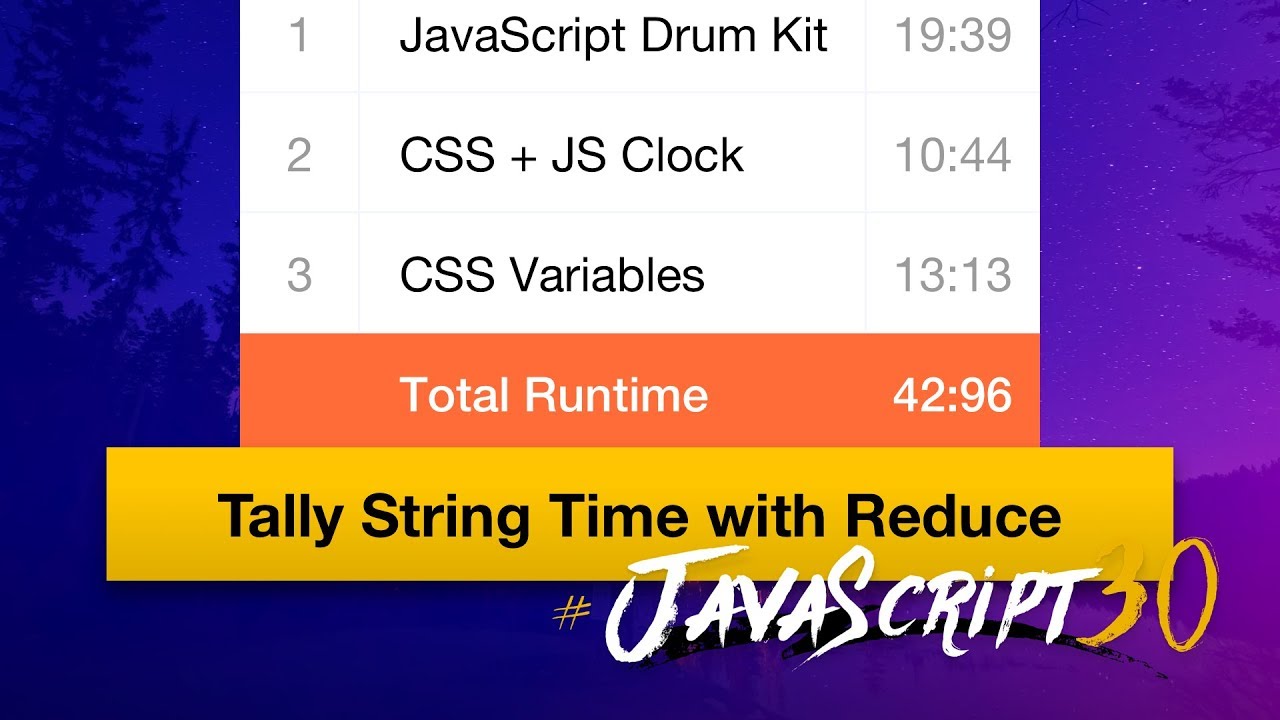 1 JavaScript Drum Kit 19:39
2 CSS + JS Clock 10:44
3 CSS Variables 13:13
Total Runtime 42:96
Tally String Time with Reduce
# JAVASCRIPT30